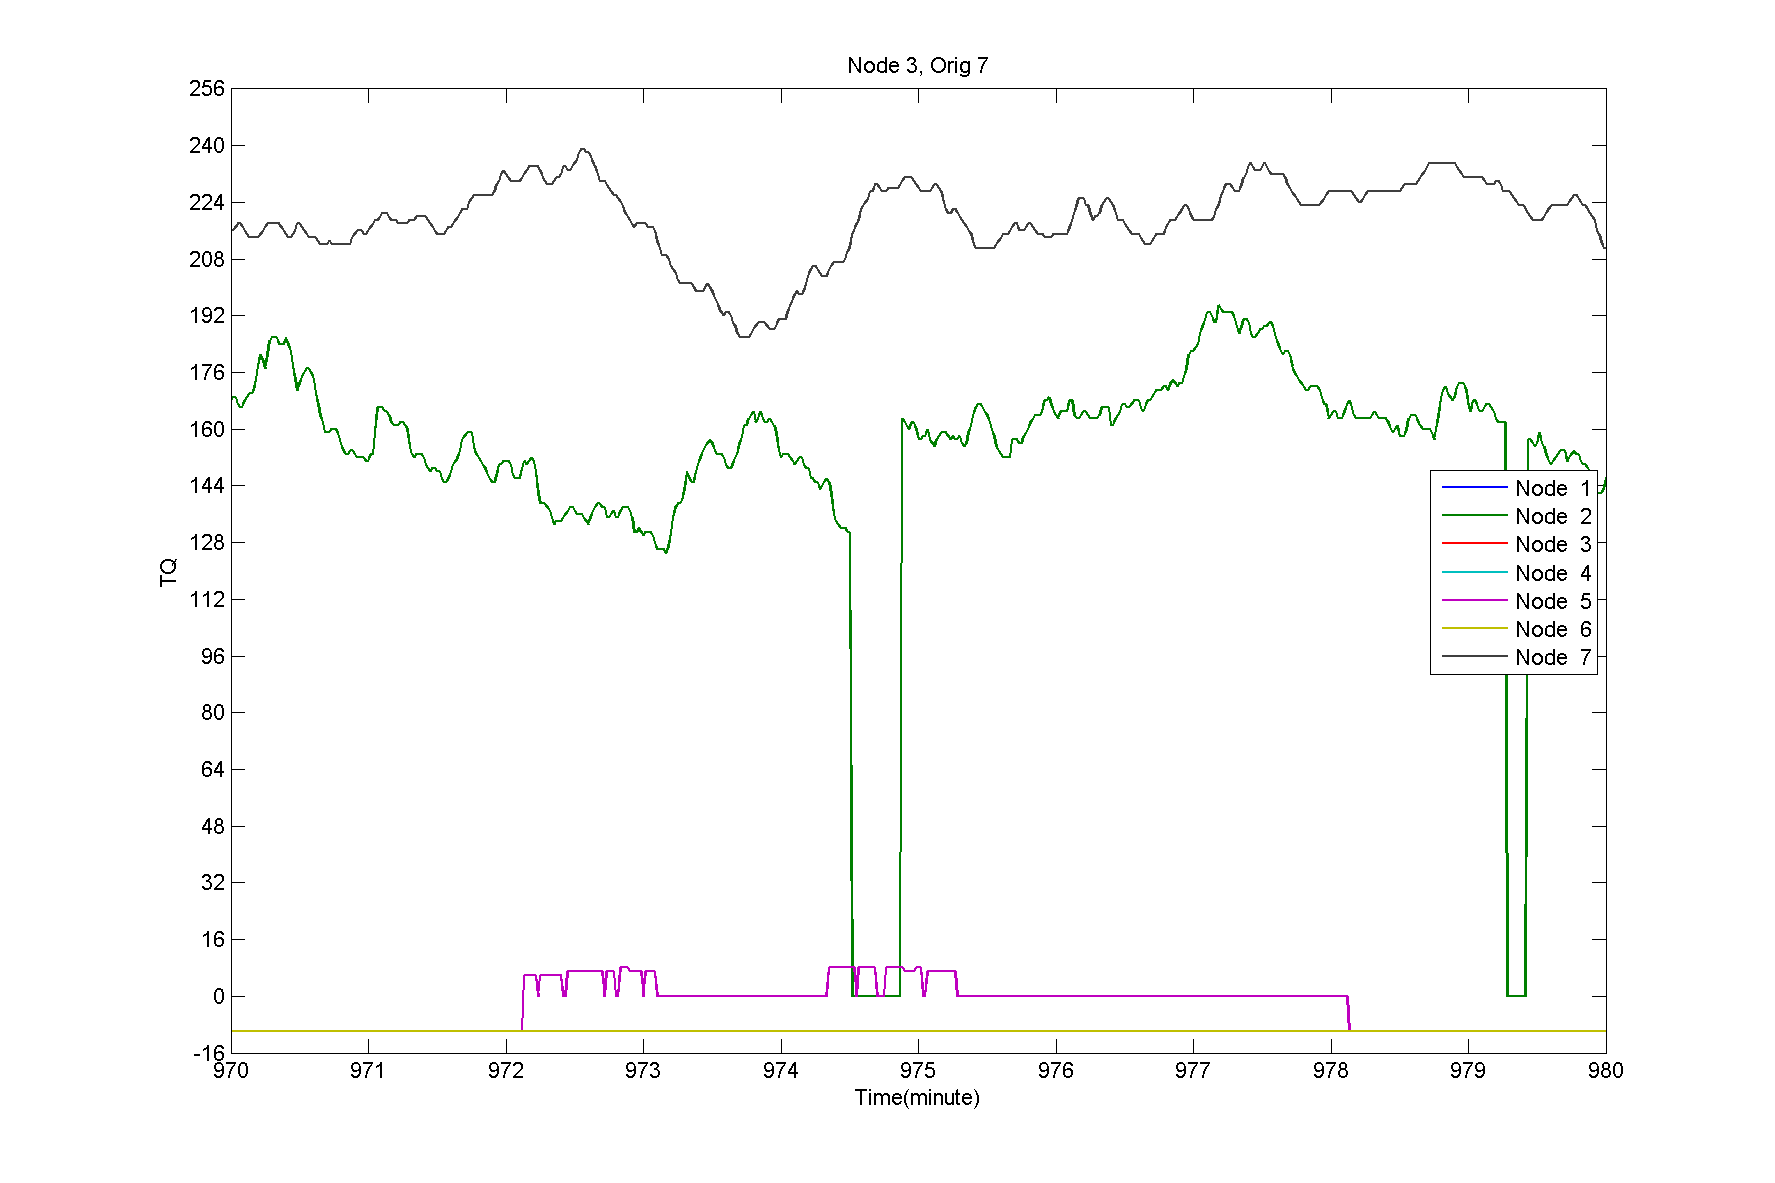 Node 3, Orig 7
256
240
224
208
192
176
160
144
128
112
96
80
64
48
32
16
0
-16
TQ
Node 1
Node 2
Node 3
Node 4
Node 5
Node 6
Node 7
970 971 972 973 974 975 976 977 978 979 980
Time(minute)